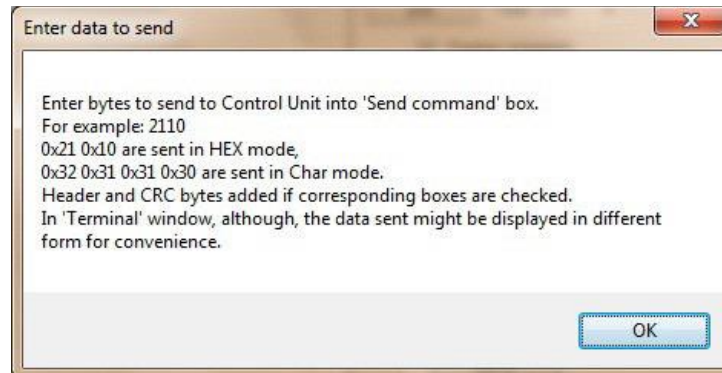 Enter data to send
Enter bytes to send to Control Unit into 'Send command' box.
For example: 2110
0x21 0x10 are sent in HEX mode,
0x32 0x31 0x31 0x30 are sent in Char mode.
Header and CRC bytes added if corresponding boxes are checked.
In 'Terminal' window, although, the data sent might be displayed in different
form for convenience.
OK